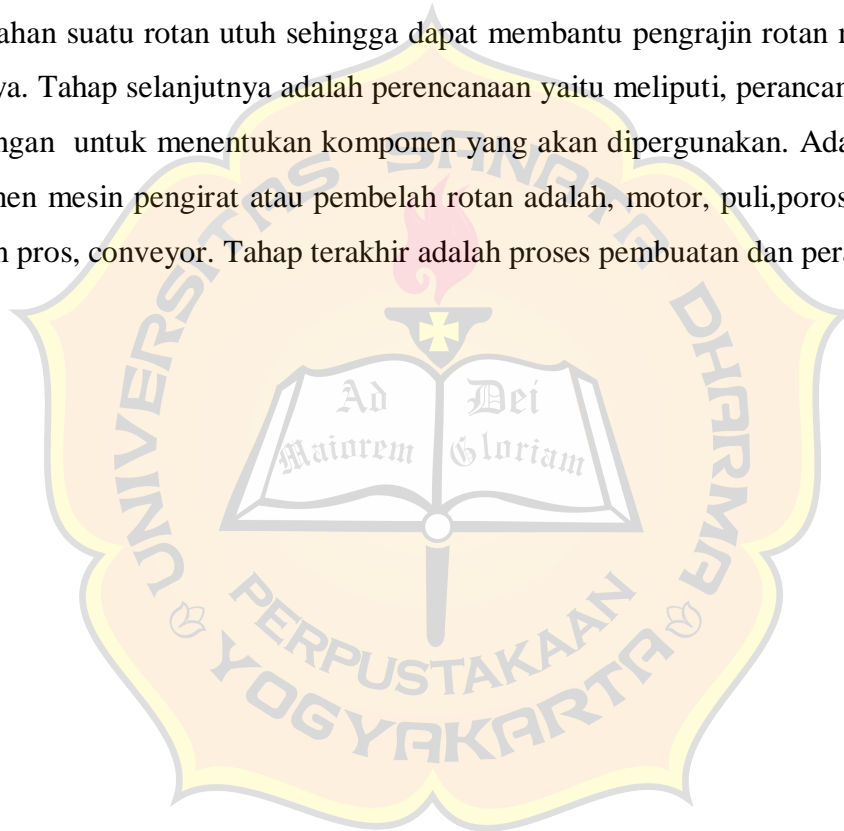 ahan suatu rotan utuh sehingga dapat membantu pengrajin rotan
ya. Tahap selanjutnya adalah perencanaan yaitu meliputi, perancan
ngan untuk menentukan komponen yang akan dipergunakan. Ada
nen mesin pengirat atau pembelah rotan adalah, motor, puli,poros
n pros, conveyor. Tahap terakhir adalah proses pembuatan dan pera
UNIVERSITAS SANATA DHARMA
Ad Dei
Maiorem Gloriam
PERPUSTAKAAN
YOGYAKARTA